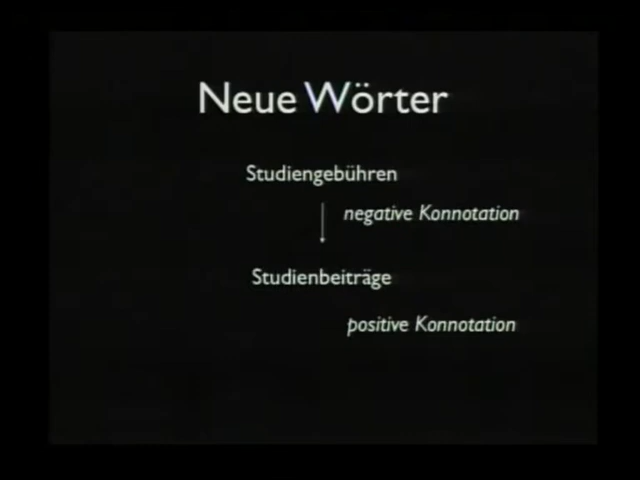 Neue Wörter
Studiengebühren
negative Konnotation
Studienbeiträge
positive Konnotation